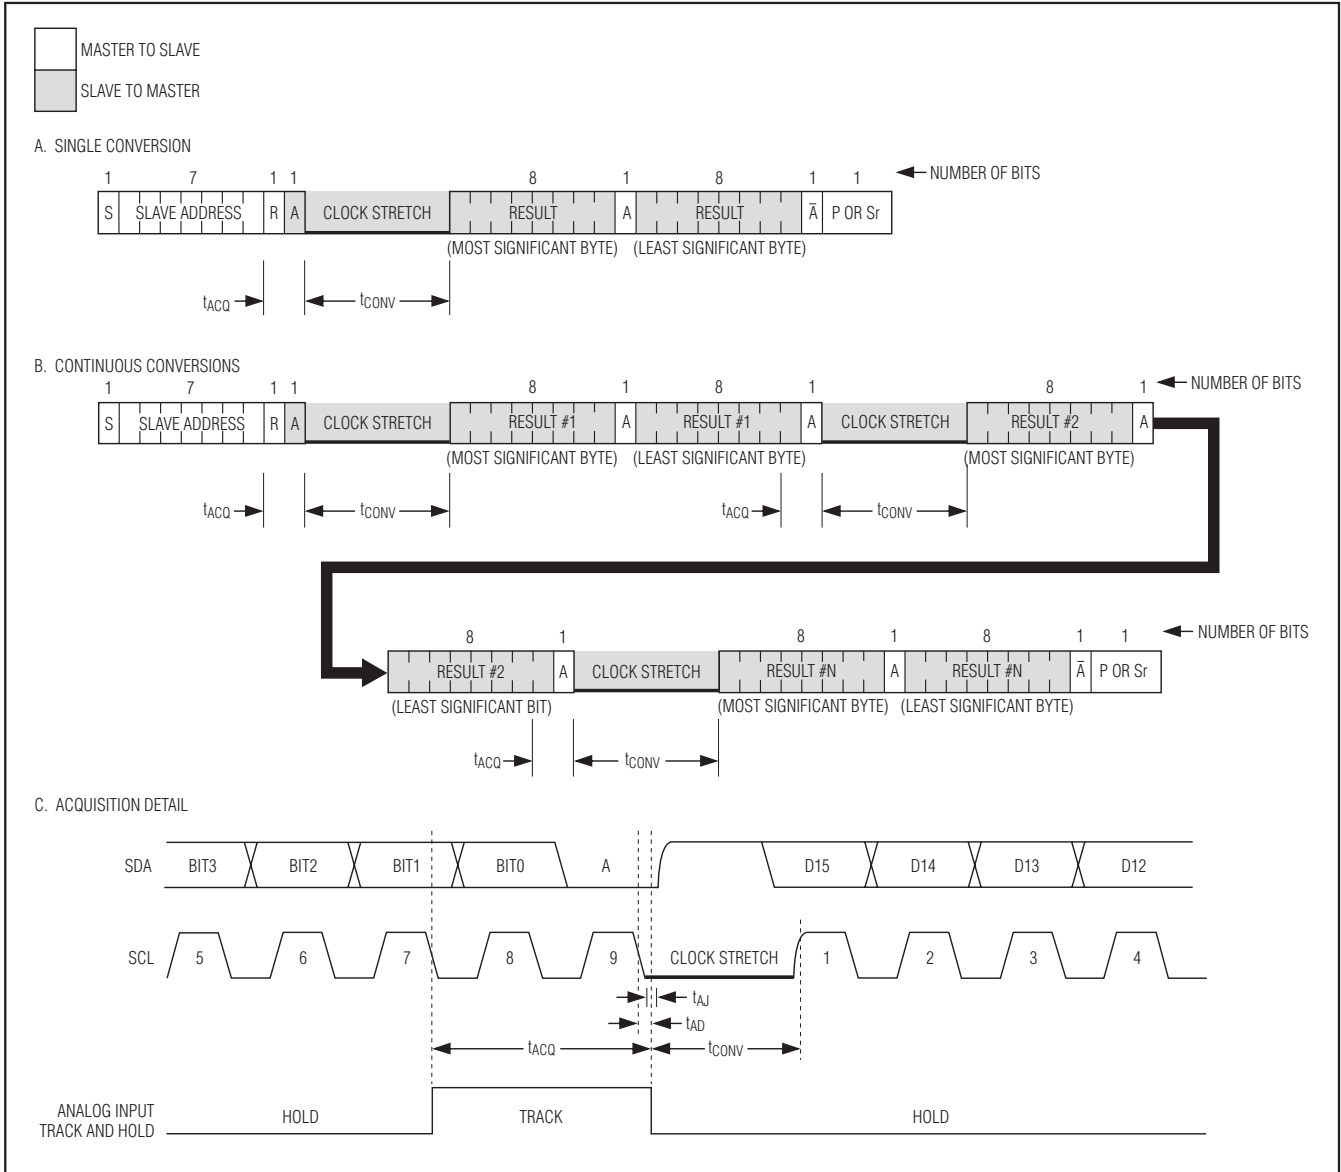 MASTER TO SLAVE
SLAVE TO MASTER
A. SINGLE CONVERSION
1 7 1 1 8 1 8 1 1 NUMBER OF BITS
S SLAVE ADDRESS R A CLOCK STRETCH RESULT A RESULT A̅ P OR Sr
(MOST SIGNIFICANT BYTE) (LEAST SIGNIFICANT BYTE)
tACQ tCONV
B. CONTINUOUS CONVERSIONS
1 7 1 1 8 1 8 1 8 1 NUMBER OF BITS
S SLAVE ADDRESS R A CLOCK STRETCH RESULT #1 A RESULT #1 A CLOCK STRETCH RESULT #2 A
(MOST SIGNIFICANT BYTE) (LEAST SIGNIFICANT BYTE) (MOST SIGNIFICANT BYTE)
tACQ tCONV tACQ tCONV
8 1 8 1 8 1 1 NUMBER OF BITS
RESULT #2 A CLOCK STRETCH RESULT #N A RESULT #N A̅ P OR Sr
(LEAST SIGNIFICANT BIT) (MOST SIGNIFICANT BYTE) (LEAST SIGNIFICANT BYTE)
tACQ tCONV
C. ACQUISITION DETAIL
SDA BIT3 BIT2 BIT1 BIT0 A D15 D14 D13 D12
SCL 5 6 7 8 9 CLOCK STRETCH 1 2 3 4
tAJ
tAD
tACQ tCONV
ANALOG INPUT
TRACK AND HOLD
HOLD TRACK HOLD